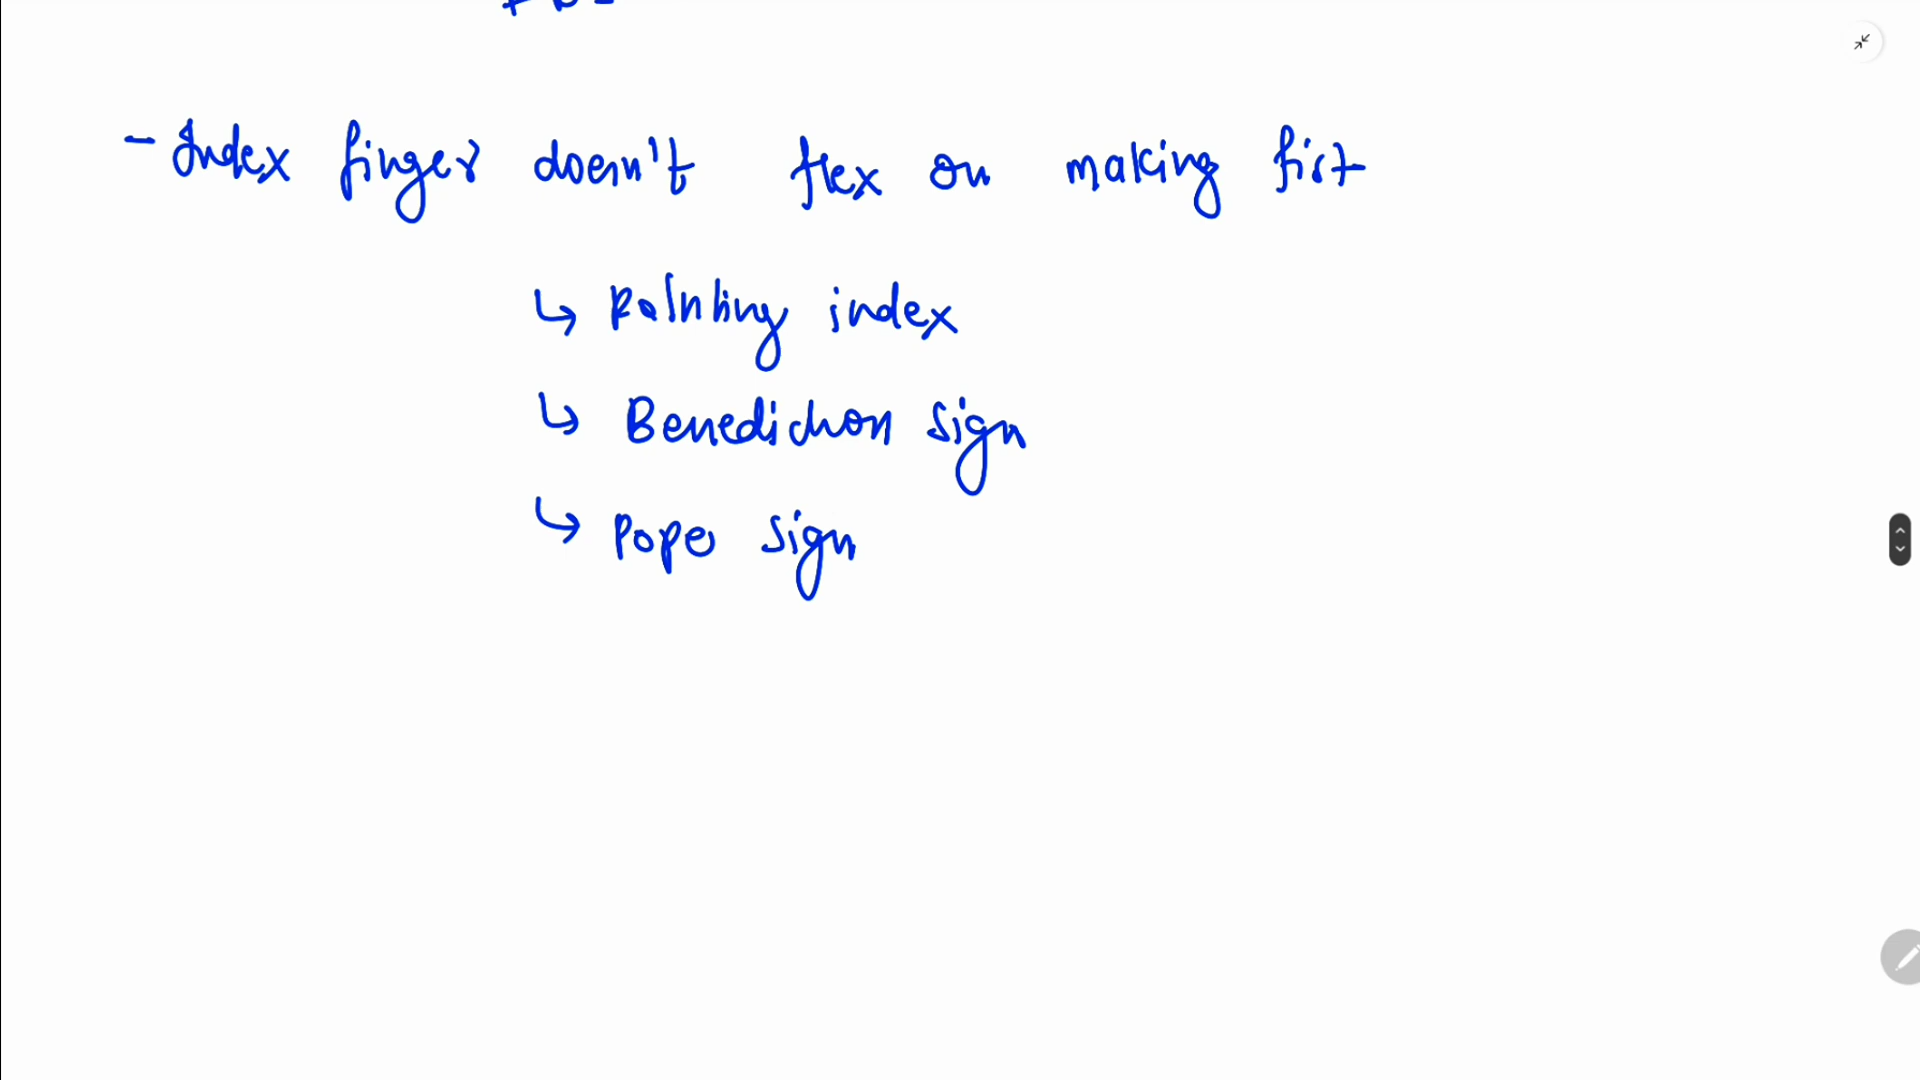 - Index finger doesn't flex on making fist
↳ Pointing index
↳ Benediction sign
↳ Pope sign